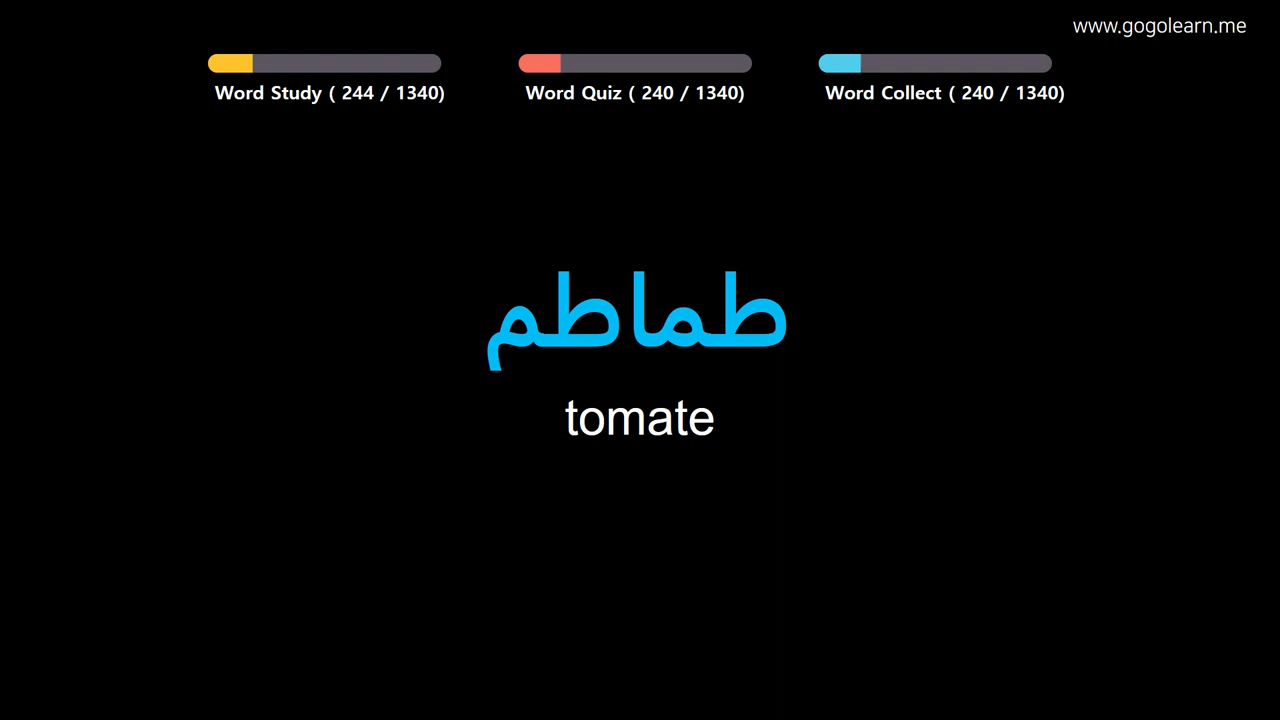 www.gogolearn.me
Word Study ( 244 / 1340)
Word Quiz ( 240 / 1340)
Word Collect ( 240 / 1340)
طماطم
tomate